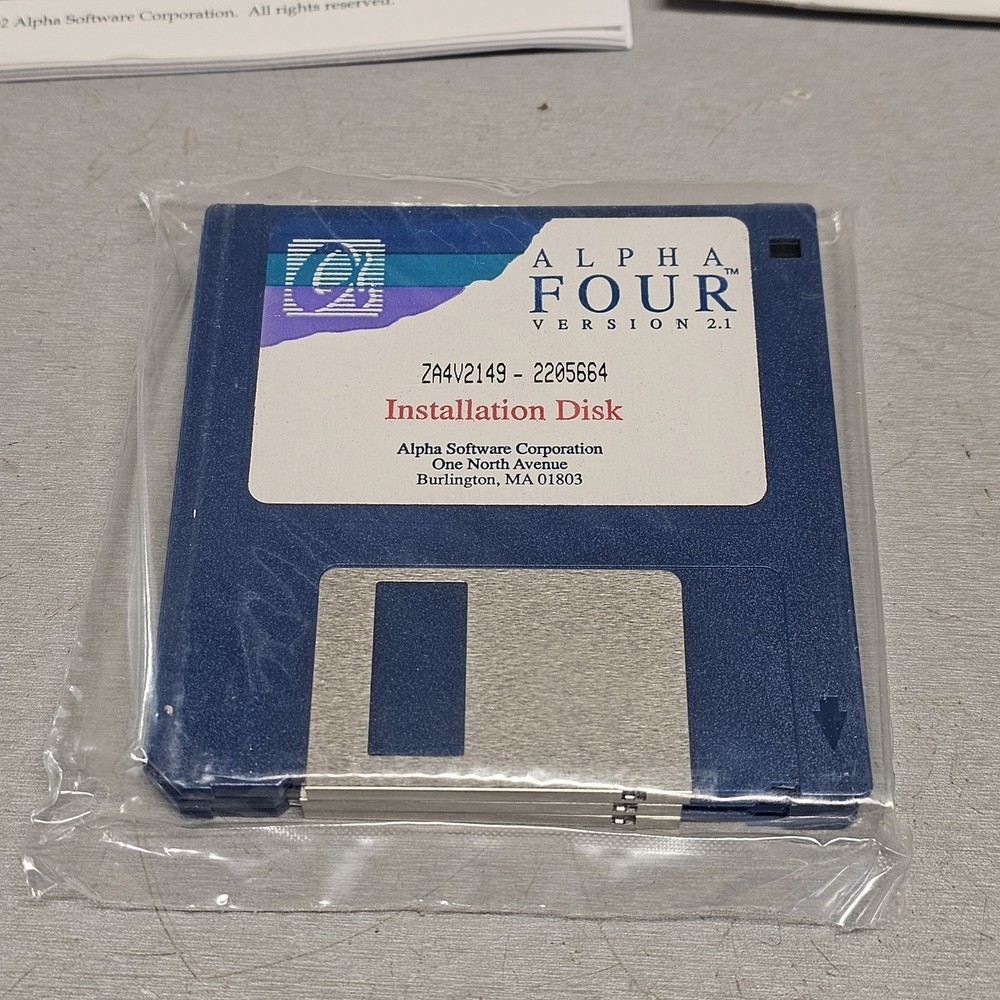 2 Alpha Software Corporation. All rights reserved.
ALPHA
FOUR™
VERSION 2.1
ZA4V2149 - 2205664
Installation Disk
Alpha Software Corporation
One North Avenue
Burlington, MA 01803